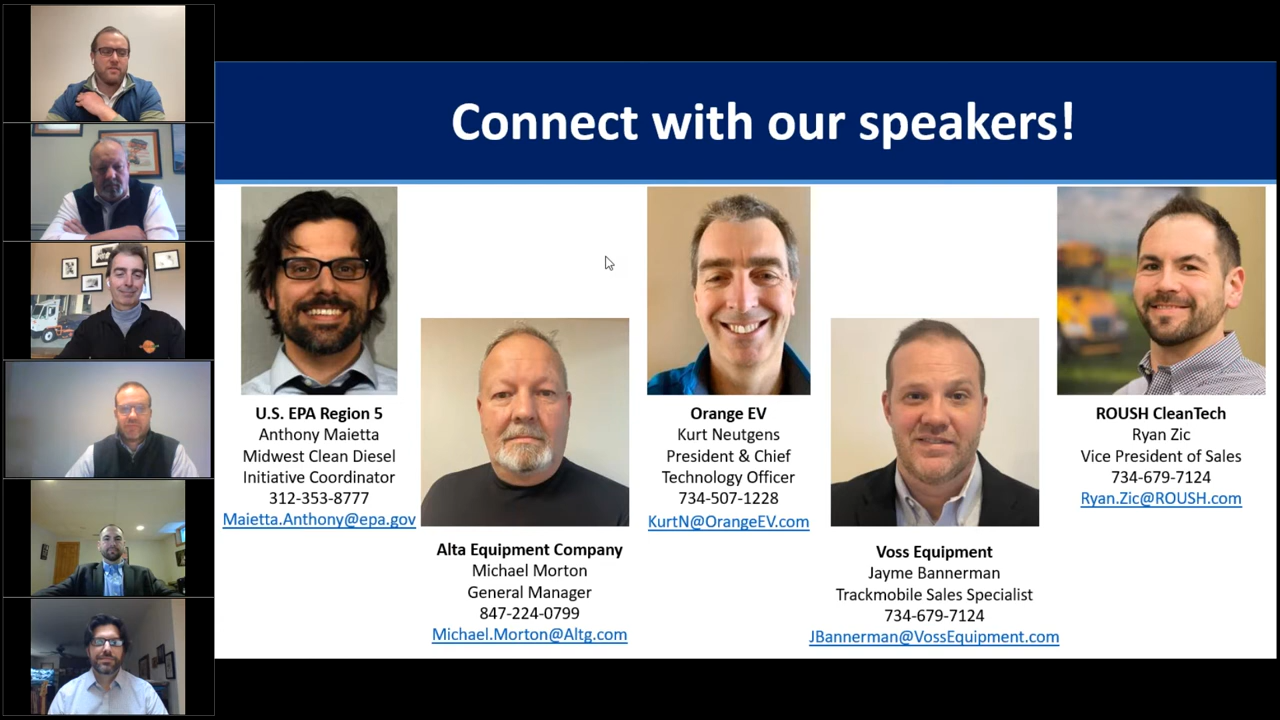 Connect with our speakers!
U.S. EPA Region 5
Anthony Maietta
Midwest Clean Diesel
Initiative Coordinator
312-353-8777
Maietta.Anthony@epa.gov
Alta Equipment Company
Michael Morton
General Manager
847-224-0799
Michael.Morton@Altg.com
Orange EV
Kurt Neutgens
President & Chief
Technology Officer
734-507-1228
KurtN@OrangeEV.com
Voss Equipment
Jayme Bannerman
Trackmobile Sales Specialist
734-679-7124
JBannerman@VossEquipment.com
ROUSH CleanTech
Ryan Zic
Vice President of Sales
734-679-7124
Ryan.Zic@ROUSH.com